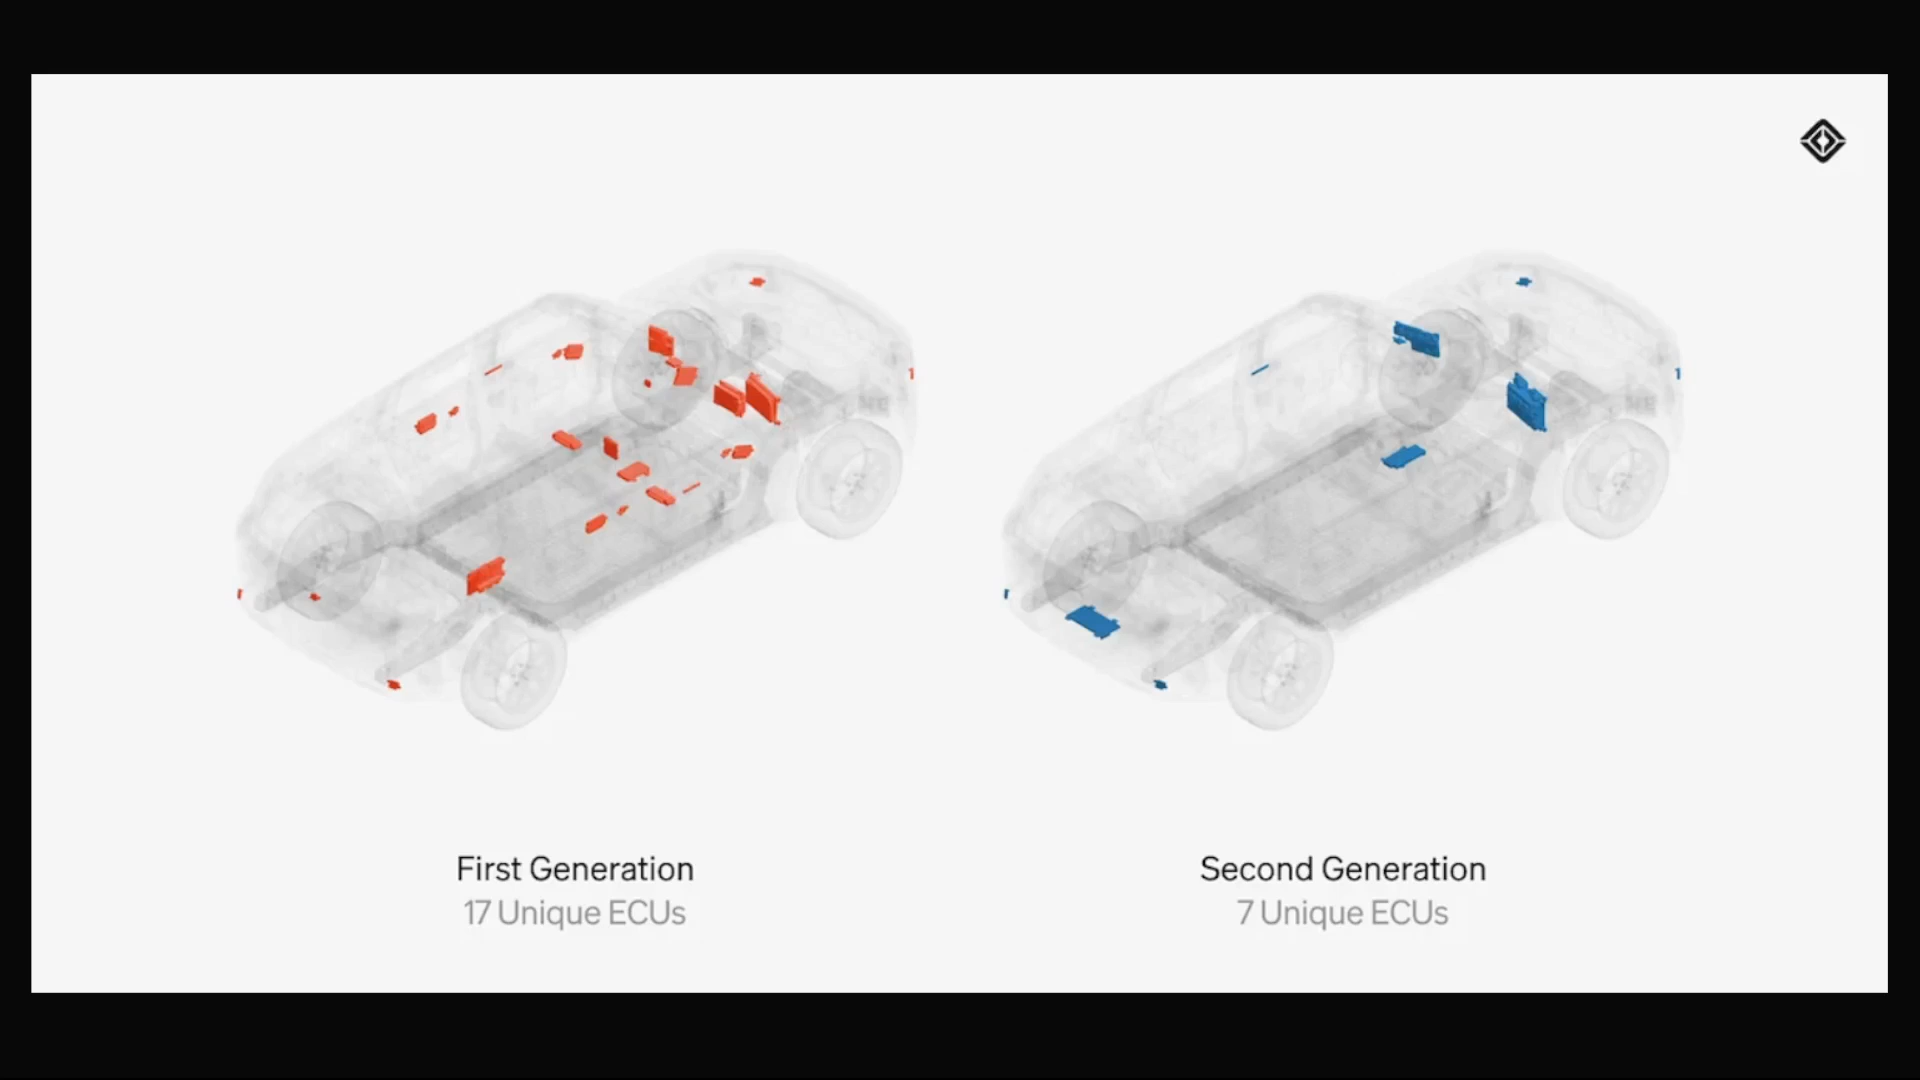 First Generation
17 Unique ECUs
Second Generation
7 Unique ECUs